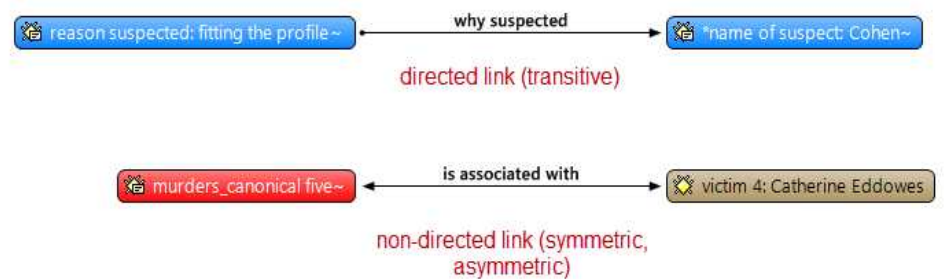 why suspected
reason suspected: fitting the profile~
*name of suspect: Cohen~
directed link (transitive)
is associated with
murders_canonical five~
victim 4: Catherine Eddowes
non-directed link (symmetric,
asymmetric)